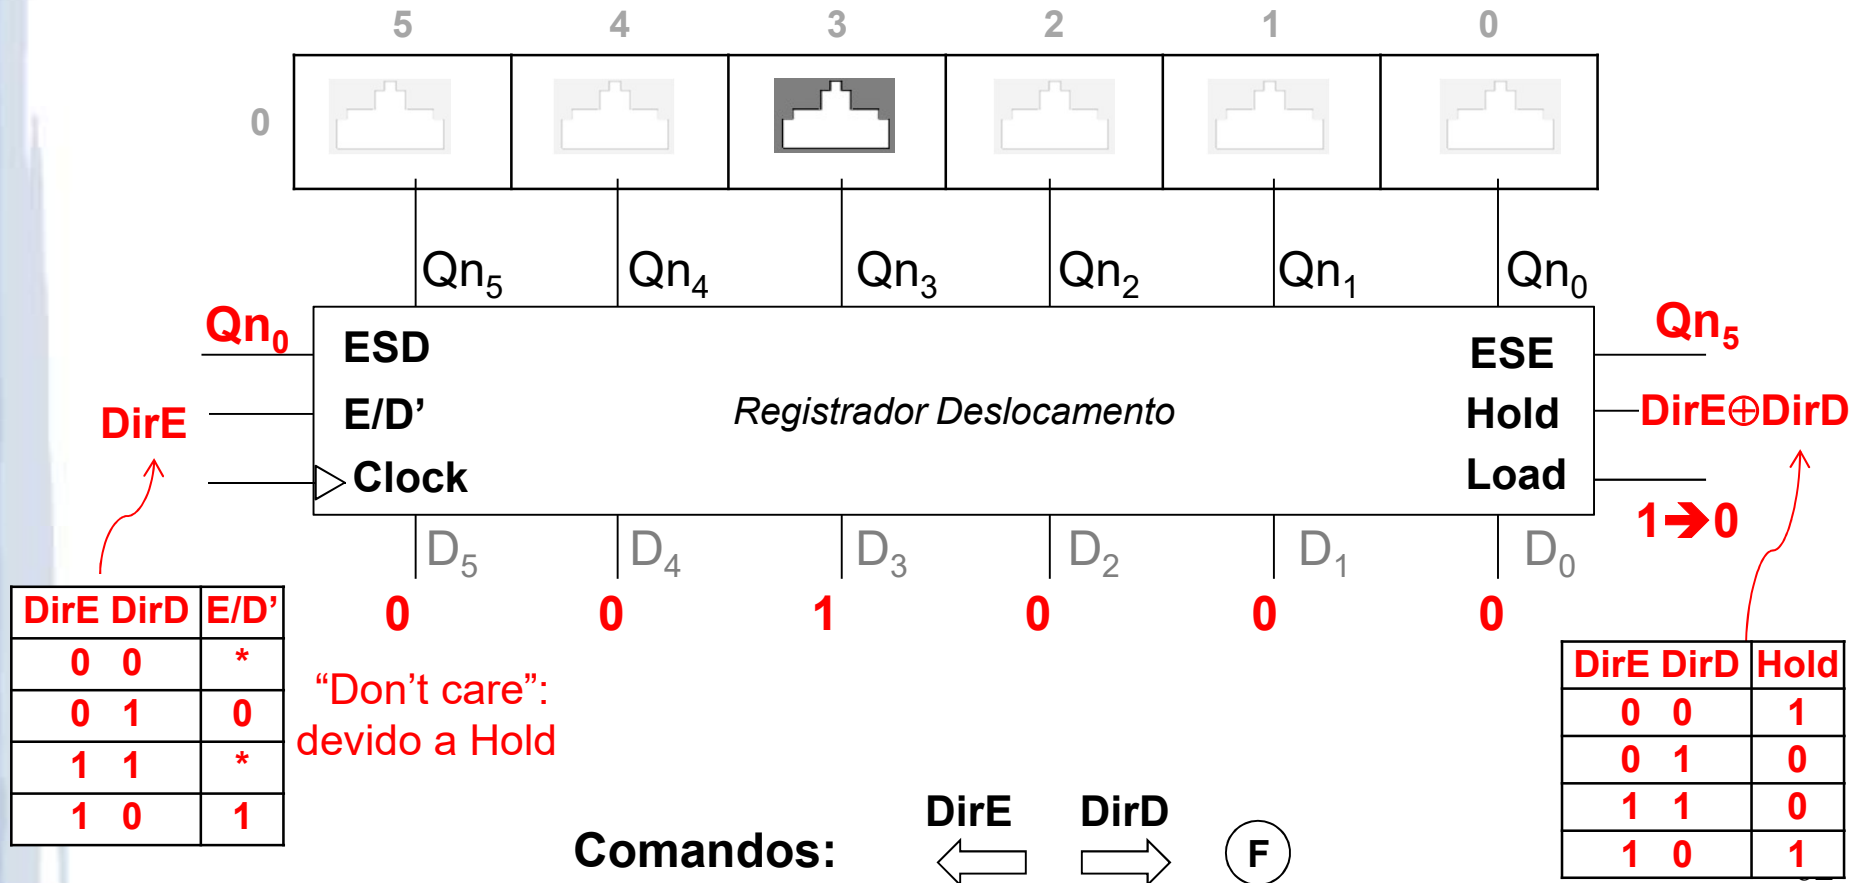 5 4 3 2 1 0
0
Qn5 Qn4 Qn3 Qn2 Qn1 Qn0
Qn0 ESD ESE Qn5
DirE E/D’ Registrador Deslocamento Hold DirE⊕DirD
Clock Load
1➔0
D5 D4 D3 D2 D1 D0
0 0 1 0 0 0
DirE DirD E/D’
0 0 *
0 1 0
1 1 *
1 0 1
“Don’t care”:
devido a Hold
DirE DirD Hold
0 0 1
0 1 0
1 1 0
1 0 1
DirE DirD
Comandos: F